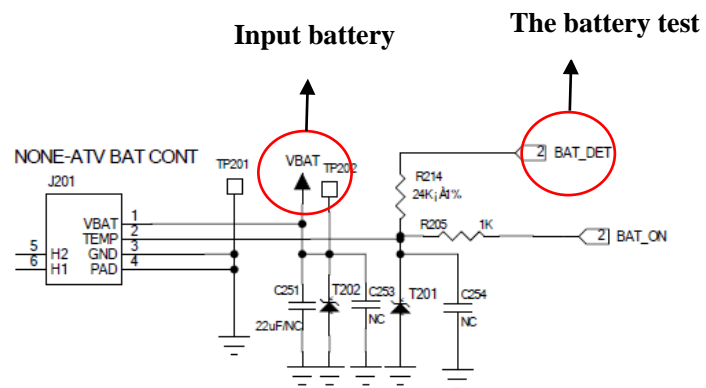 Input battery
The battery test
NONE-ATV BAT CONT
J201
TP201
VBAT
TP202
2 BAT_DET
R214
24K¡À1%
R205 1K
2 BAT_ON
VBAT 1
TEMP 2
5 H2 GND 3
6 H1 PAD 4
C251
22uF/NC
T202
C253
NC
T201
C254
NC